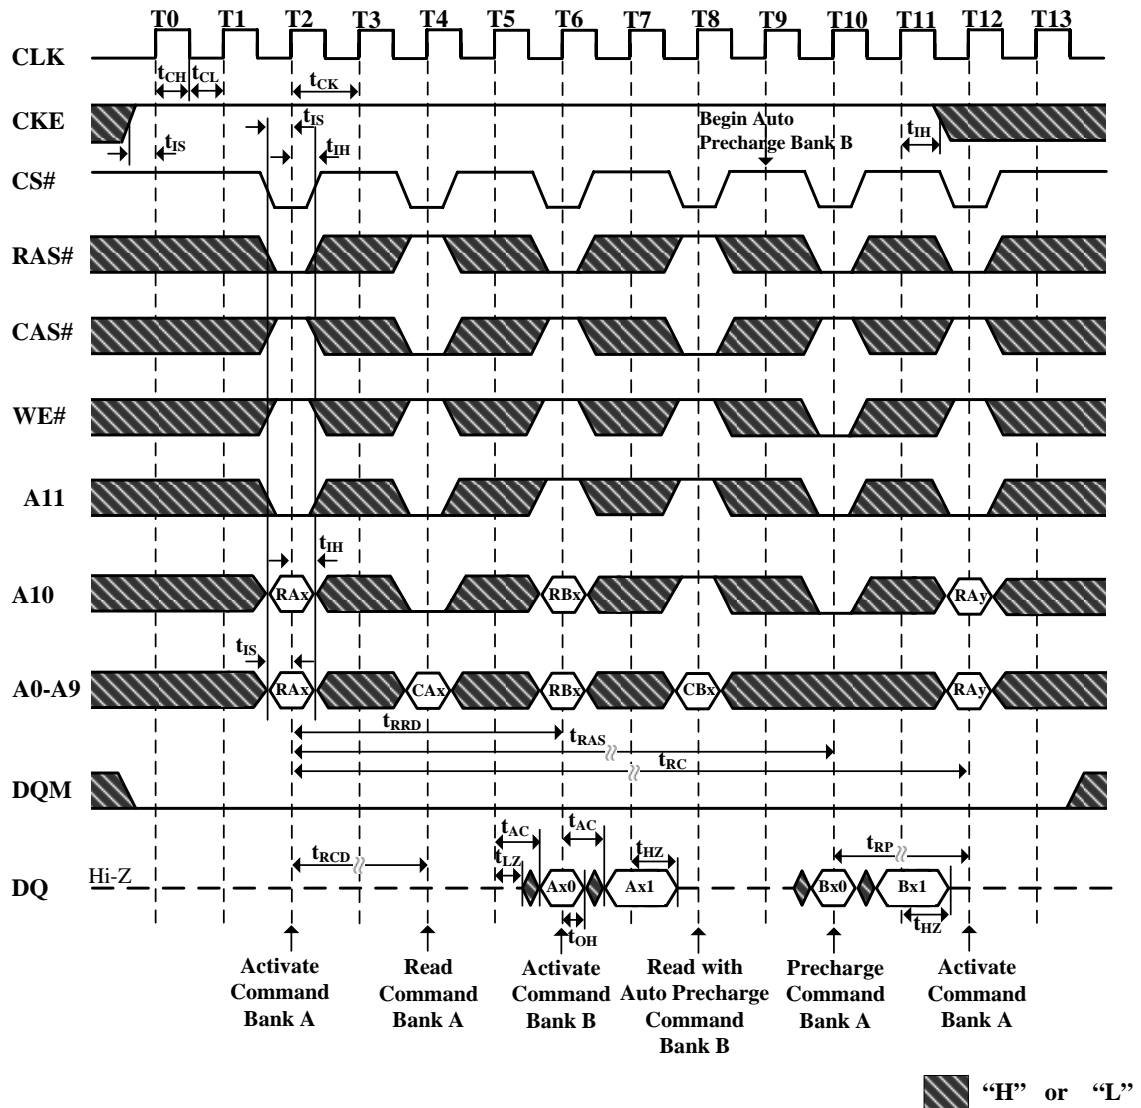 T0 T1 T2 T3 T4 T5 T6 T7 T8 T9 T10 T11 T12 T13
CLK
tCH tCL tCK
CKE
tIS
tIS
tIH
Begin Auto
Precharge Bank B
tIH
CS#
RAS#
CAS#
WE#
A11
tIH
A10
RAx RBx RAy
tIS
A0-A9
RAx CAx RBx CBx RAy
tRRD
tRAS
tRC
DQM
tAC tAC
tRCD tLZ tHZ tRP
Hi-Z
DQ
Ax0 Ax1 Bx0 Bx1
tOH tHZ
Activate
Command
Bank A
Read
Command
Bank A
Activate
Command
Bank B
Read with
Auto Precharge
Command
Bank B
Precharge
Command
Bank A
Activate
Command
Bank A
“H” or “L”